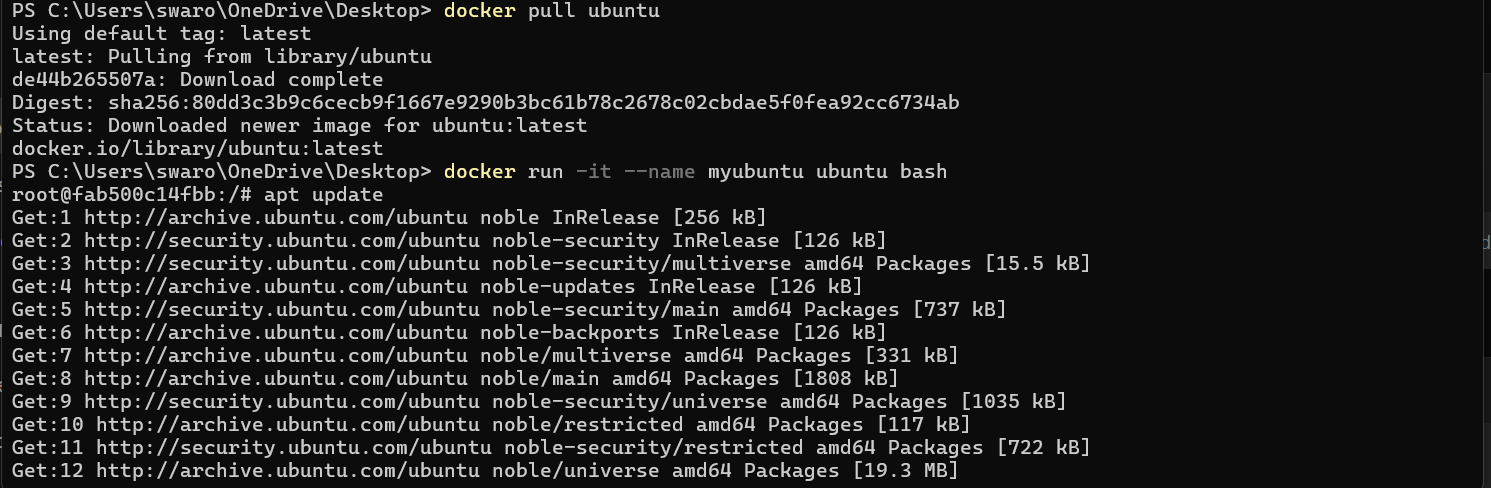 PS C:\Users\swaro\OneDrive\Desktop> docker pull ubuntu
Using default tag: latest
latest: Pulling from library/ubuntu
de44b265507a: Download complete
Digest: sha256:80dd3c3b9c6cecb9f1667e9290b3bc61b78c2678c02cbdae5f0fea92cc6734ab
Status: Downloaded newer image for ubuntu:latest
docker.io/library/ubuntu:latest
PS C:\Users\swaro\OneDrive\Desktop> docker run -it --name myubuntu ubuntu bash
root@fab500c14fbb:/# apt update
Get:1 http://archive.ubuntu.com/ubuntu noble InRelease [256 kB]
Get:2 http://security.ubuntu.com/ubuntu noble-security InRelease [126 kB]
Get:3 http://security.ubuntu.com/ubuntu noble-security/multiverse amd64 Packages [15.5 kB]
Get:4 http://archive.ubuntu.com/ubuntu noble-updates InRelease [126 kB]
Get:5 http://security.ubuntu.com/ubuntu noble-security/main amd64 Packages [737 kB]
Get:6 http://archive.ubuntu.com/ubuntu noble-backports InRelease [126 kB]
Get:7 http://archive.ubuntu.com/ubuntu noble/multiverse amd64 Packages [331 kB]
Get:8 http://archive.ubuntu.com/ubuntu noble/main amd64 Packages [1808 kB]
Get:9 http://security.ubuntu.com/ubuntu noble-security/universe amd64 Packages [1035 kB]
Get:10 http://archive.ubuntu.com/ubuntu noble/restricted amd64 Packages [117 kB]
Get:11 http://security.ubuntu.com/ubuntu noble-security/restricted amd64 Packages [722 kB]
Get:12 http://archive.ubuntu.com/ubuntu noble/universe amd64 Packages [19.3 MB]